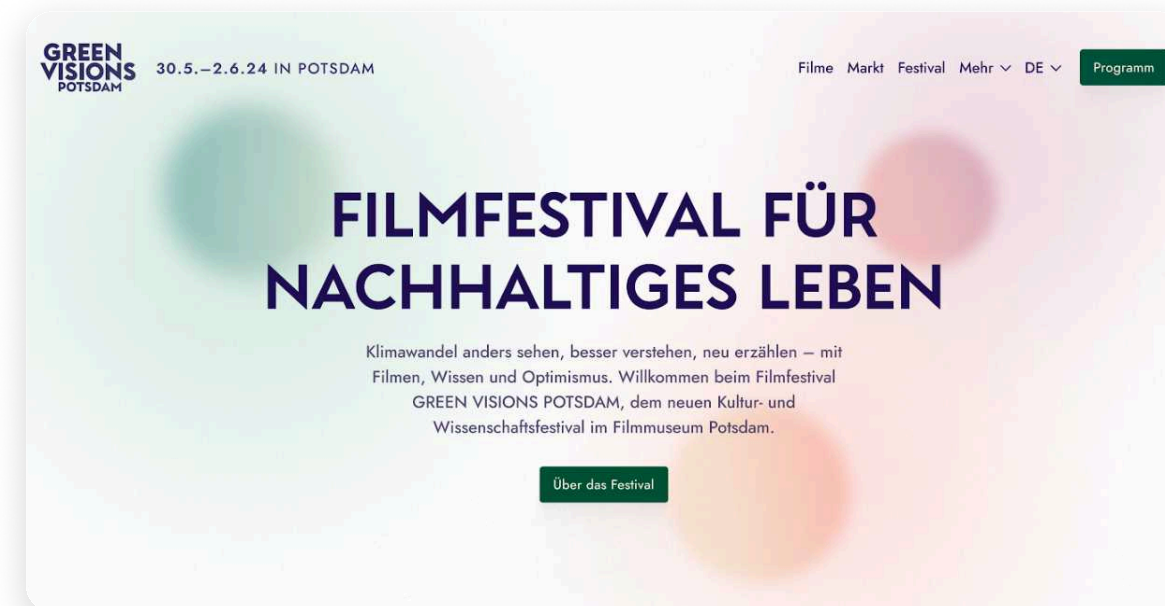 GREEN
VISIONS
POTSDAM
30.5.–2.6.24 IN POTSDAM
Filme Markt Festival Mehr DE Programm
FILMFESTIVAL FÜR
NACHHALTIGES LEBEN
Klimawandel anders sehen, besser verstehen, neu erzählen – mit
Filmen, Wissen und Optimismus. Willkommen beim Filmfestival
GREEN VISIONS POTSDAM, dem neuen Kultur- und
Wissenschaftsfestival im Filmmuseum Potsdam.
Über das Festival